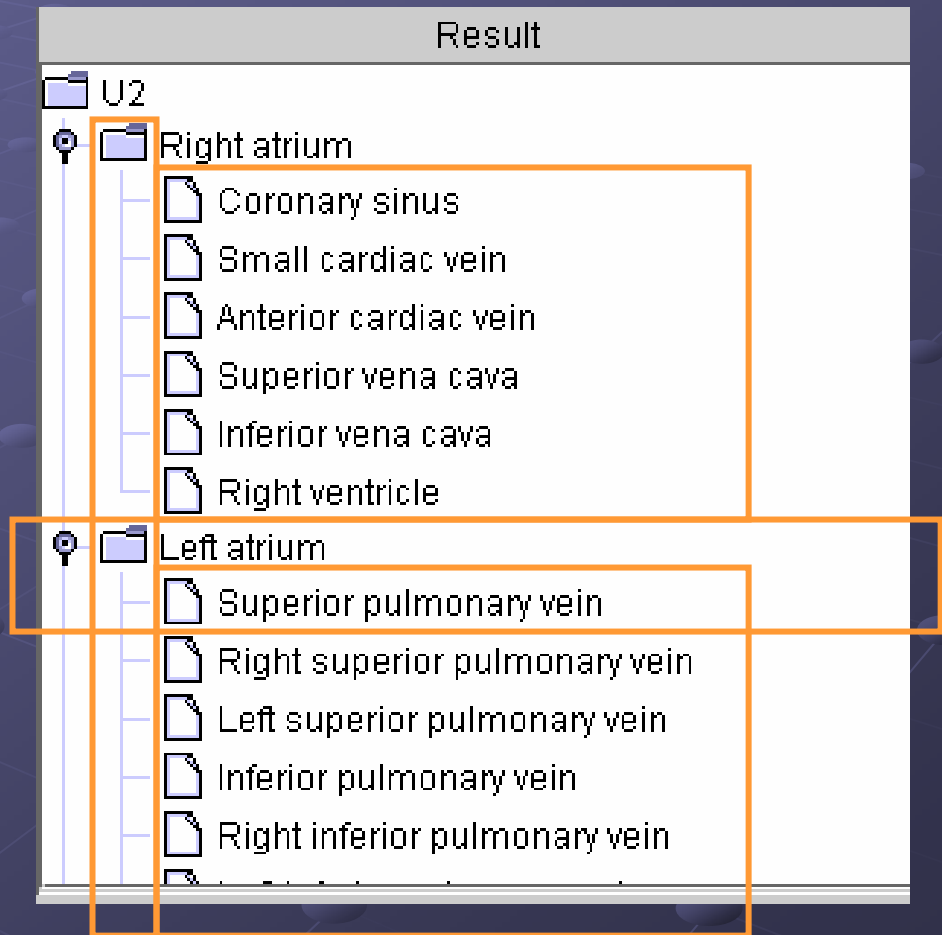 Result
U2
Right atrium
Coronary sinus
Small cardiac vein
Anterior cardiac vein
Superior vena cava
Inferior vena cava
Right ventricle
Left atrium
Superior pulmonary vein
Right superior pulmonary vein
Left superior pulmonary vein
Inferior pulmonary vein
Right inferior pulmonary vein